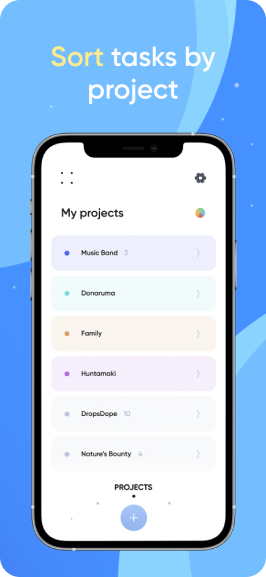 Sort tasks by
project
My projects
Music Band 3
Donaruma
Family
Huntamaki
DropsDope 10
Nature's Bounty 4
PROJECTS